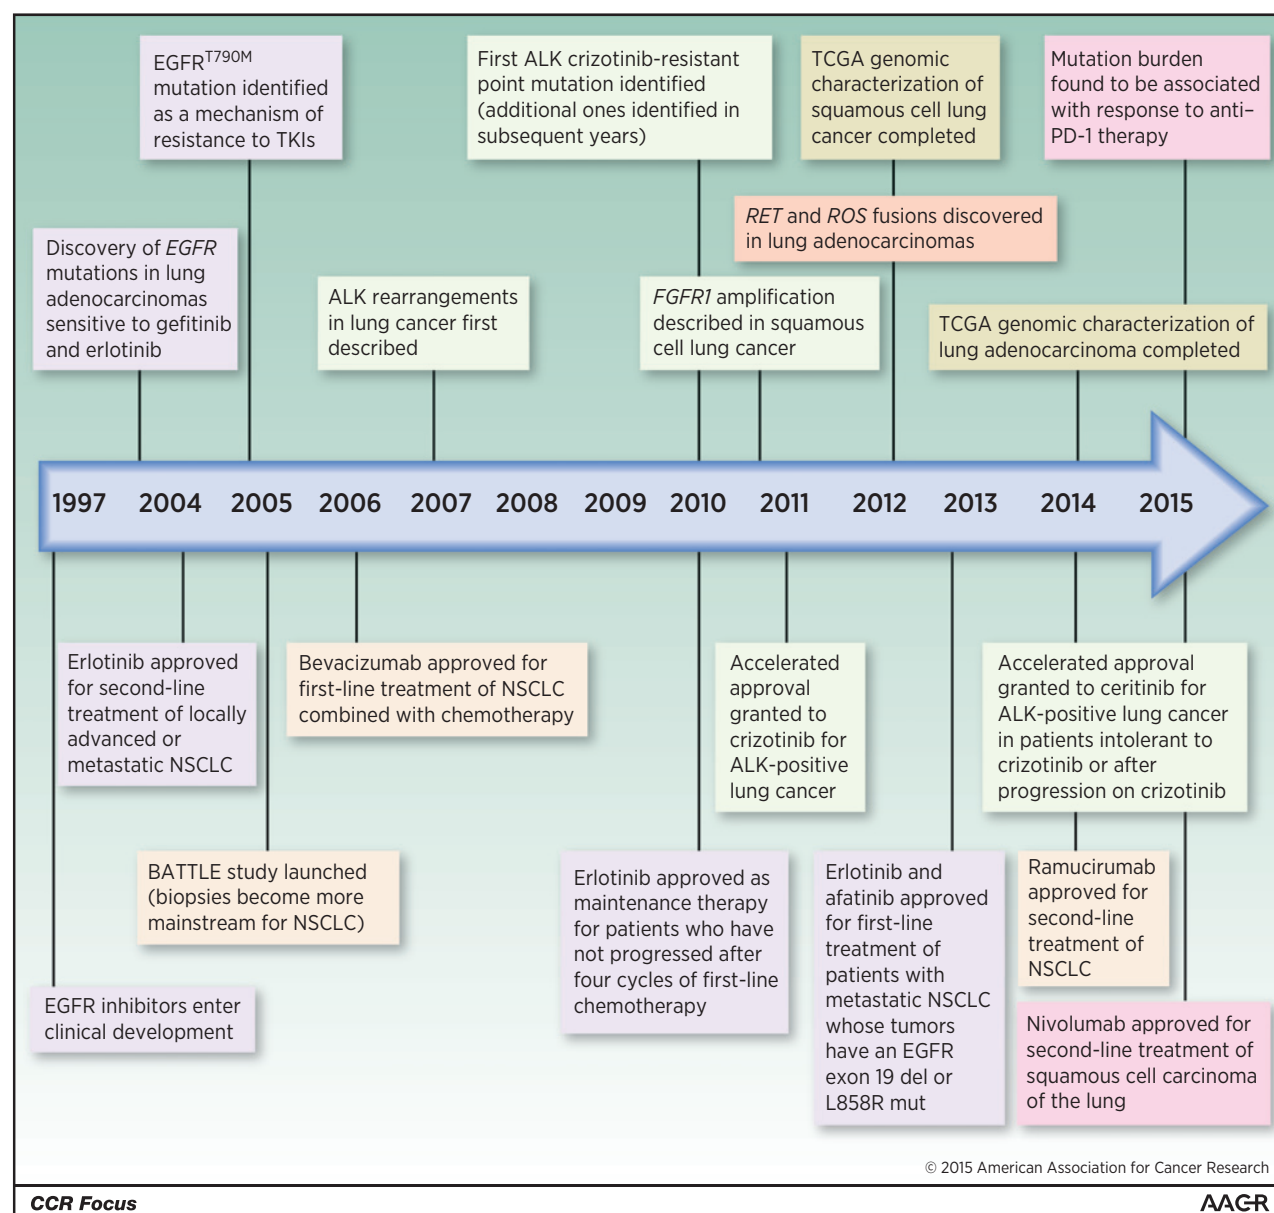 EGFRT790M
mutation identified
as a mechanism of
resistance to TKIs
First ALK crizotinib-resistant
point mutation identified
(additional ones identified in
subsequent years)
TCGA genomic
characterization of
squamous cell lung
cancer completed
Mutation burden
found to be associated
with response to anti–
PD-1 therapy
RET and ROS fusions discovered
in lung adenocarcinomas
Discovery of EGFR
mutations in lung
adenocarcinomas
sensitive to gefitinib
and erlotinib
ALK rearrangements
in lung cancer first
described
FGFR1 amplification
described in squamous
cell lung cancer
TCGA genomic characterization of
lung adenocarcinoma completed
1997 2004 2005 2006 2007 2008 2009 2010 2011 2012 2013 2014 2015
Erlotinib approved
for second-line
treatment of locally
advanced or
metastatic NSCLC
Bevacizumab approved for
first-line treatment of NSCLC
combined with chemotherapy
Accelerated
approval
granted to
crizotinib for
ALK-positive
lung cancer
Accelerated approval
granted to ceritinib for
ALK-positive lung cancer
in patients intolerant to
crizotinib or after
progression on crizotinib
BATTLE study launched
(biopsies become more
mainstream for NSCLC)
Erlotinib approved as
maintenance therapy
for patients who have
not progressed after
four cycles of first-line
chemotherapy
Erlotinib and
afatinib approved
for first-line
treatment of
patients with
metastatic NSCLC
whose tumors
have an EGFR
exon 19 del or
L858R mut
Ramucirumab
approved for
second-line
treatment of
NSCLC
EGFR inhibitors enter
clinical development
Nivolumab approved for
second-line treatment of
squamous cell carcinoma
of the lung
© 2015 American Association for Cancer Research
CCR Focus
AACR